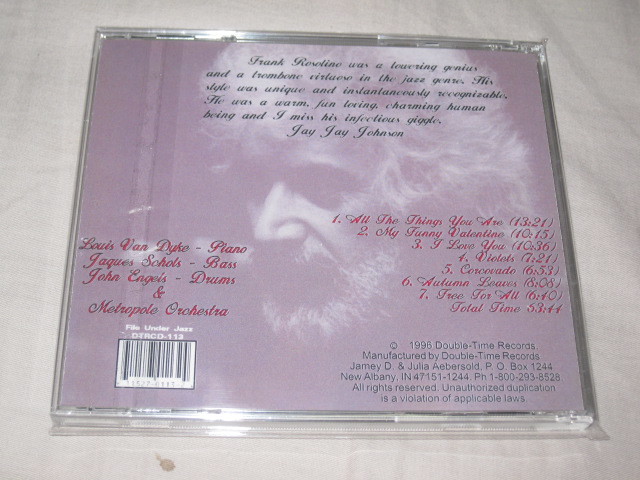 Frank Rosolino was a towering genius
and a trombone virtuoso in the jazz genre. His
style was unique and instantaneously recognizable.
He was a warm, fun loving, charming human
being and I miss his infectious giggle.
Jay Jay Johnson
1. All The Things You Are (13:21)
2. My Funny Valentine (10:15)
3. I Love You (10:36)
4. Violets (7:21)
5. Corcovado (6:53)
6. Autumn Leaves (8:08)
7. Free For All (6:40)
Total Time 53:44
Louis Van Dyke - Piano
Jaques Schols - Bass
John Engels - Drums
&
Metropole Orchestra
File Under Jazz
DTRCD-113
© 1996 Double-Time Records
Manufactured by Double-Time Records
Jamey D. & Julia Aebersold, P. O. Box 1244
New Albany, IN 47151-1244. Ph 1-800-293-8528
All rights reserved. Unauthorized duplication
is a violation of applicable laws.